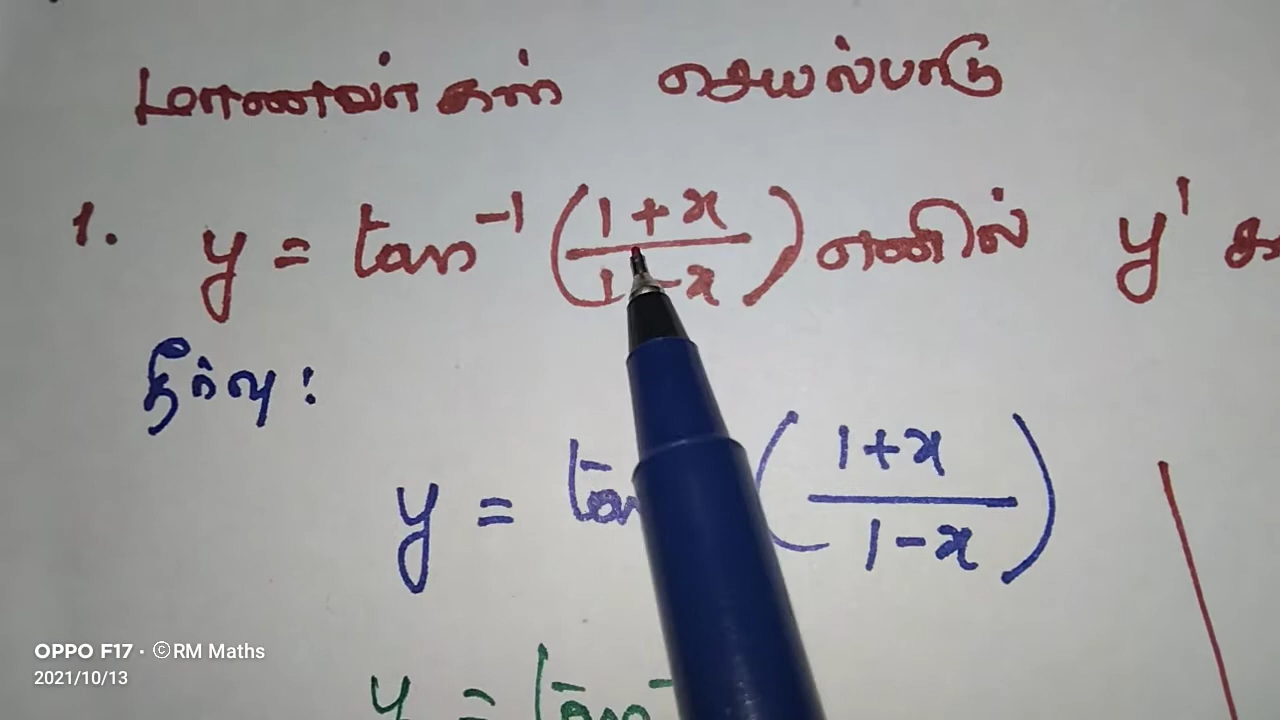 மாணவர்கள் செயல்பாடு
1. y = tan⁻¹ (1+x / 1-x) எனில் y'
தீர்வு :
y = tan (1+x / 1-x)
y = tan⁻
OPPO F17 · ©RM Maths
2021/10/13